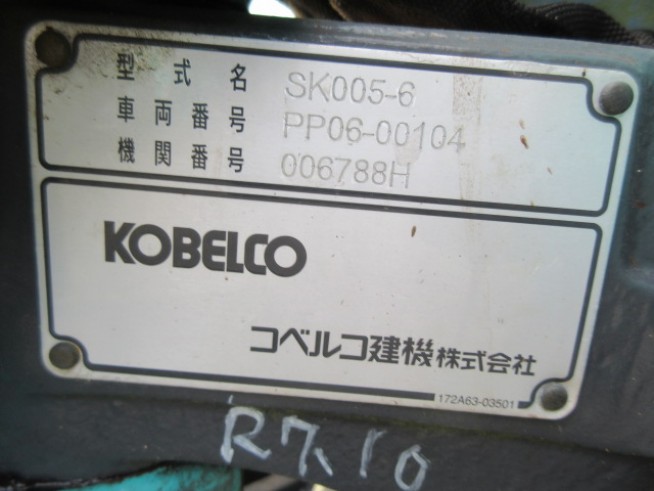 型式名 SK005-6
車両番号 PP06-00104
機関番号 006788H
KOBELCO
コベルコ建機株式会社
172A63-03501
R7.10